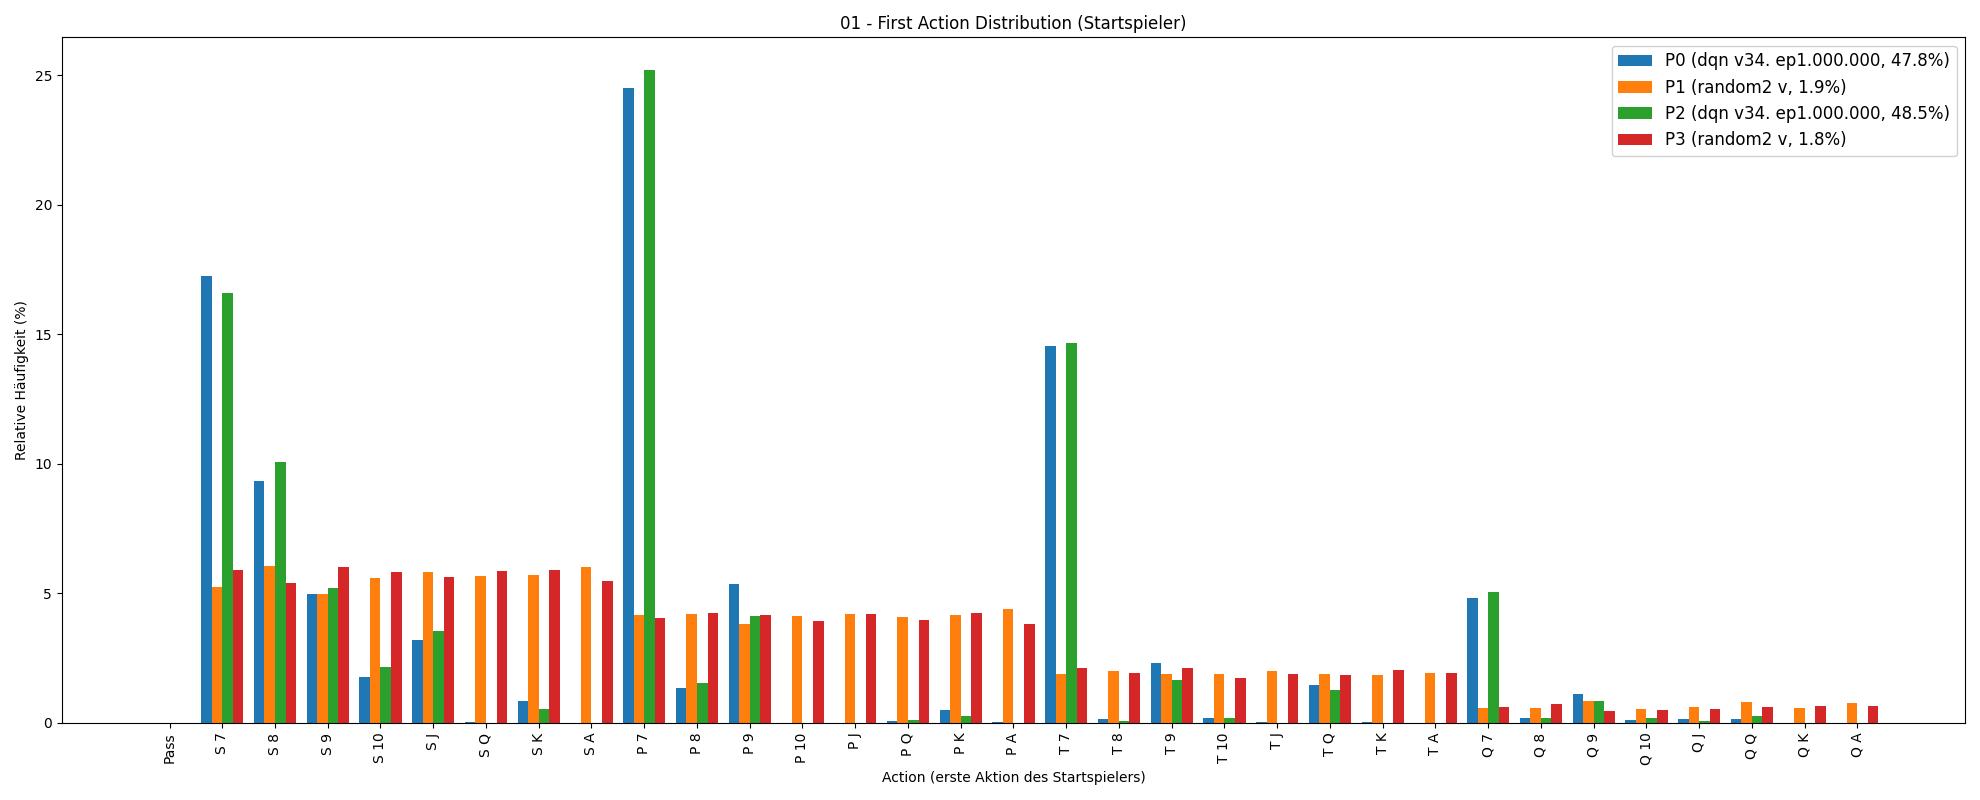 01 - First Action Distribution (Startspieler)
P0 (dqn v34. ep1.000.000, 47.8%)
P1 (random2 v, 1.9%)
P2 (dqn v34. ep1.000.000, 48.5%)
P3 (random2 v, 1.8%)
Relative Häufigkeit (%)
25
20
15
10
5
0
Pass
S 7
S 8
S 9
S 10
S J
S Q
S K
S A
P 7
P 8
P 9
P 10
P J
P Q
P K
P A
T 7
T 8
T 9
T 10
T J
T Q
T K
T A
Q 7
Q 8
Q 9
Q 10
Q J
Q Q
Q K
Q A
Action (erste Aktion des Startspielers)